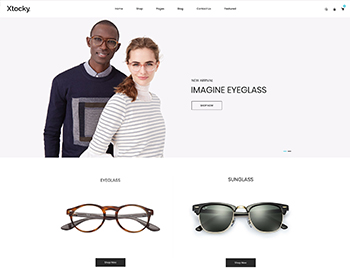 Xtocky.
Home Shop Pages Blog Contact Us Featured
NEW ARRIVAL
IMAGINE EYEGLASS
SHOP NOW
EYEGLASS
SUNGLASS
Shop Now
Shop Now